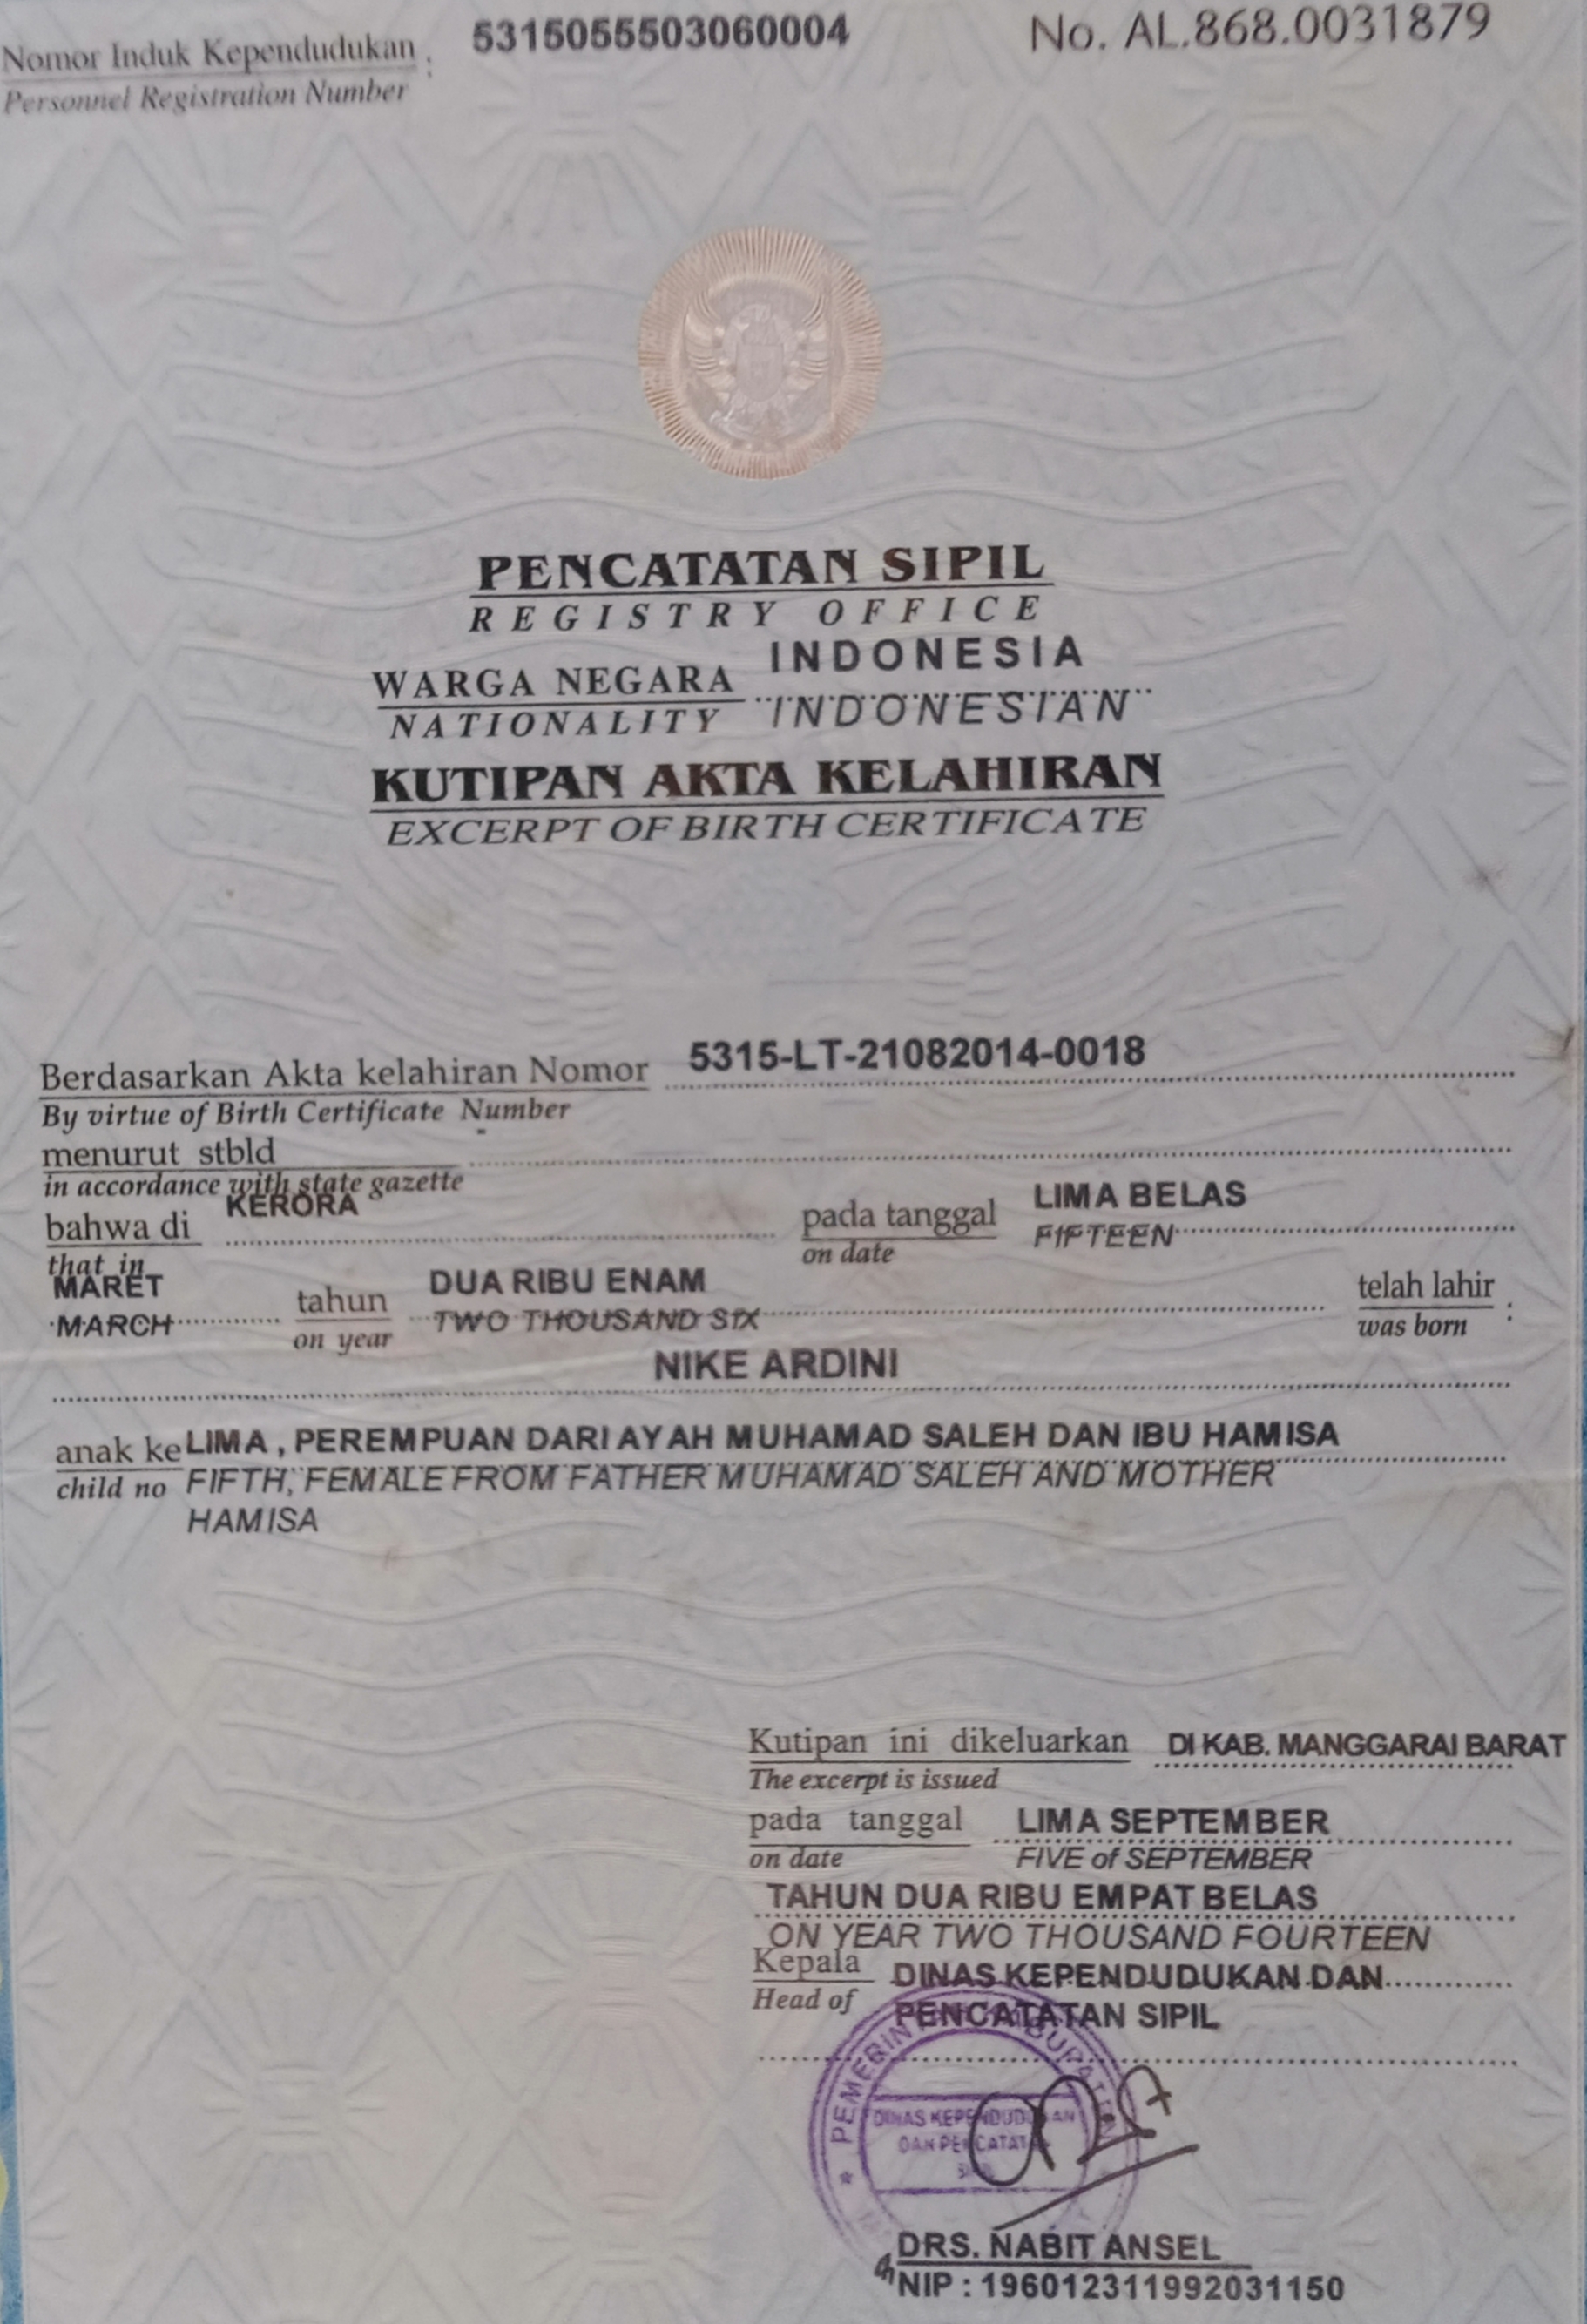 Nomor Induk Kependudukan : 5315055503060004 No. AL.868.0031879
Personnel Registration Number
PENCATATAN SIPIL
REGISTRY OFFICE
WARGA NEGARA INDONESIA
NATIONALITY INDONESIAN
KUTIPAN AKTA KELAHIRAN
EXCERPT OF BIRTH CERTIFICATE
Berdasarkan Akta kelahiran Nomor 5315-LT-21082014-0018
By virtue of Birth Certificate Number
menurut stbld -
in accordance with state gazette
bahwa di KERORA pada tanggal LIMA BELAS
that in on date FIFTEEN
MARET tahun DUA RIBU ENAM telah lahir :
MARCH on year TWO THOUSAND SIX was born
NIKE ARDINI
anak ke LIMA , PEREMPUAN DARI AYAH MUHAMAD SALEH DAN IBU HAMISA
child no FIFTH, FEMALE FROM FATHER MUHAMAD SALEH AND MOTHER
HAMISA
Kutipan ini dikeluarkan DI KAB. MANGGARAI BARAT
The excerpt is issued
pada tanggal LIMA SEPTEMBER
on date FIVE of SEPTEMBER
TAHUN DUA RIBU EMPAT BELAS
ON YEAR TWO THOUSAND FOURTEEN
Kepala DINAS KEPENDUDUKAN DAN
Head of PENCATATAN SIPIL
PEMERINTAH KABUPATEN
DINAS KEPENDUDUKAN
DAN PENCATATAN
SIPIL
DRS. NABIT ANSEL
NIP : 196012311992031150